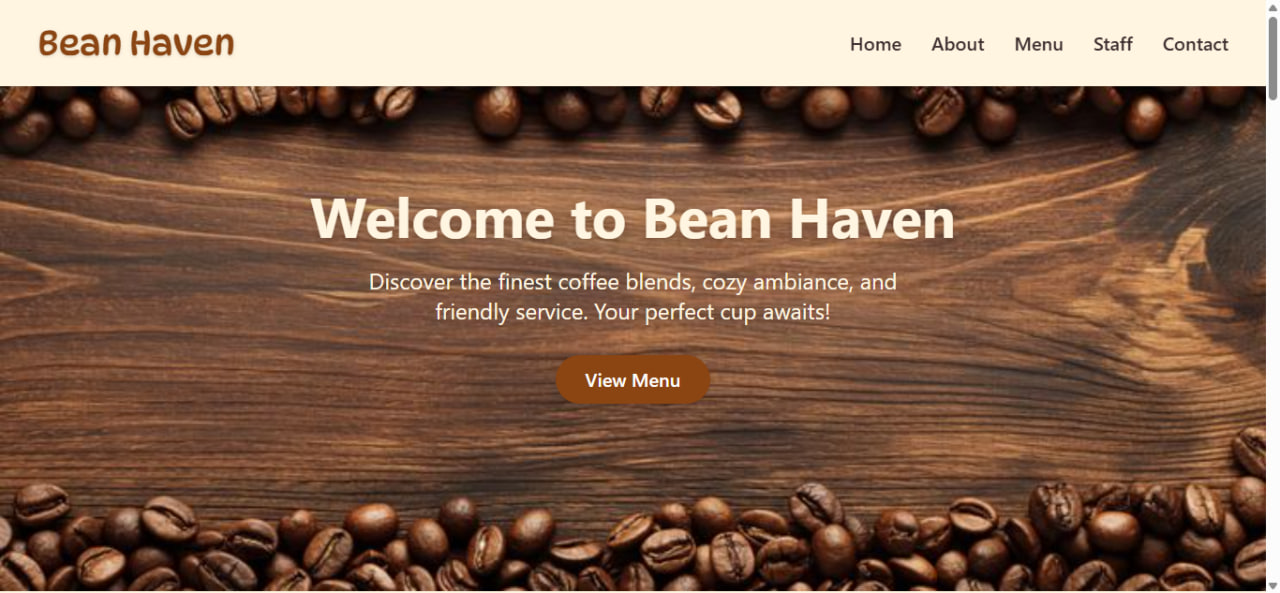 Bean Haven
Home About Menu Staff Contact
Welcome to Bean Haven
Discover the finest coffee blends, cozy ambiance, and
friendly service. Your perfect cup awaits!
View Menu